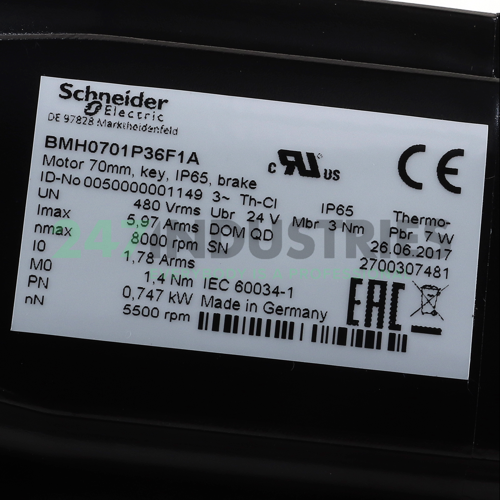 Schneider
Electric
DE 97828 Marktheidenfeld
BMH0701P36F1A
Motor 70mm, key, IP65, brake
ID-No 0050000001149 3~ Th-Cl IP65 Thermo-
UN 480 Vrms Ubr 24 V Mbr 3 Nm Pbr 7 W
Imax 5,97 Arms DOM QD 26.06.2017
nmax 8000 rpm SN 2700307481
I0 1,78 Arms
M0 1,4 Nm IEC 60034-1
PN 0,747 kW Made in Germany
nN 5500 rpm
c RU us
CE
EAC
247INDUSTRIES